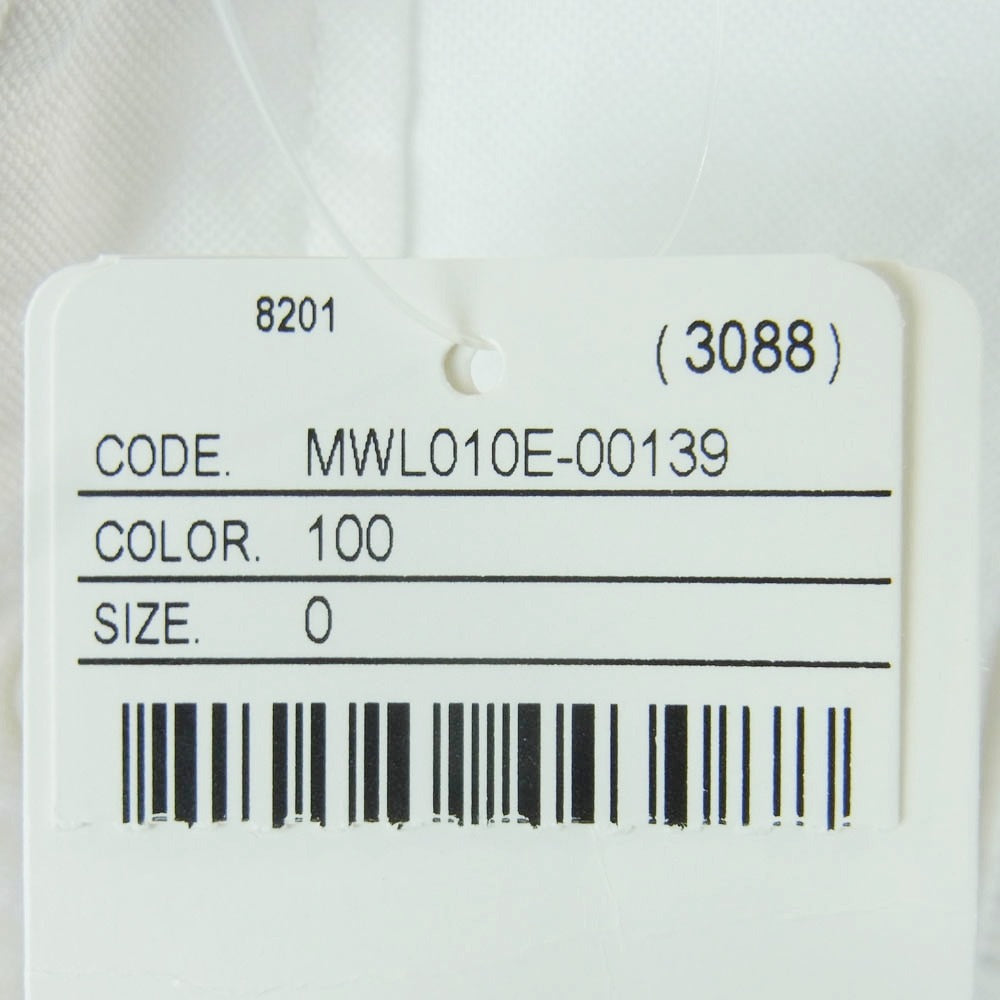 8201
(3088)
CODE. MWL010E-00139
COLOR. 100
SIZE. 0